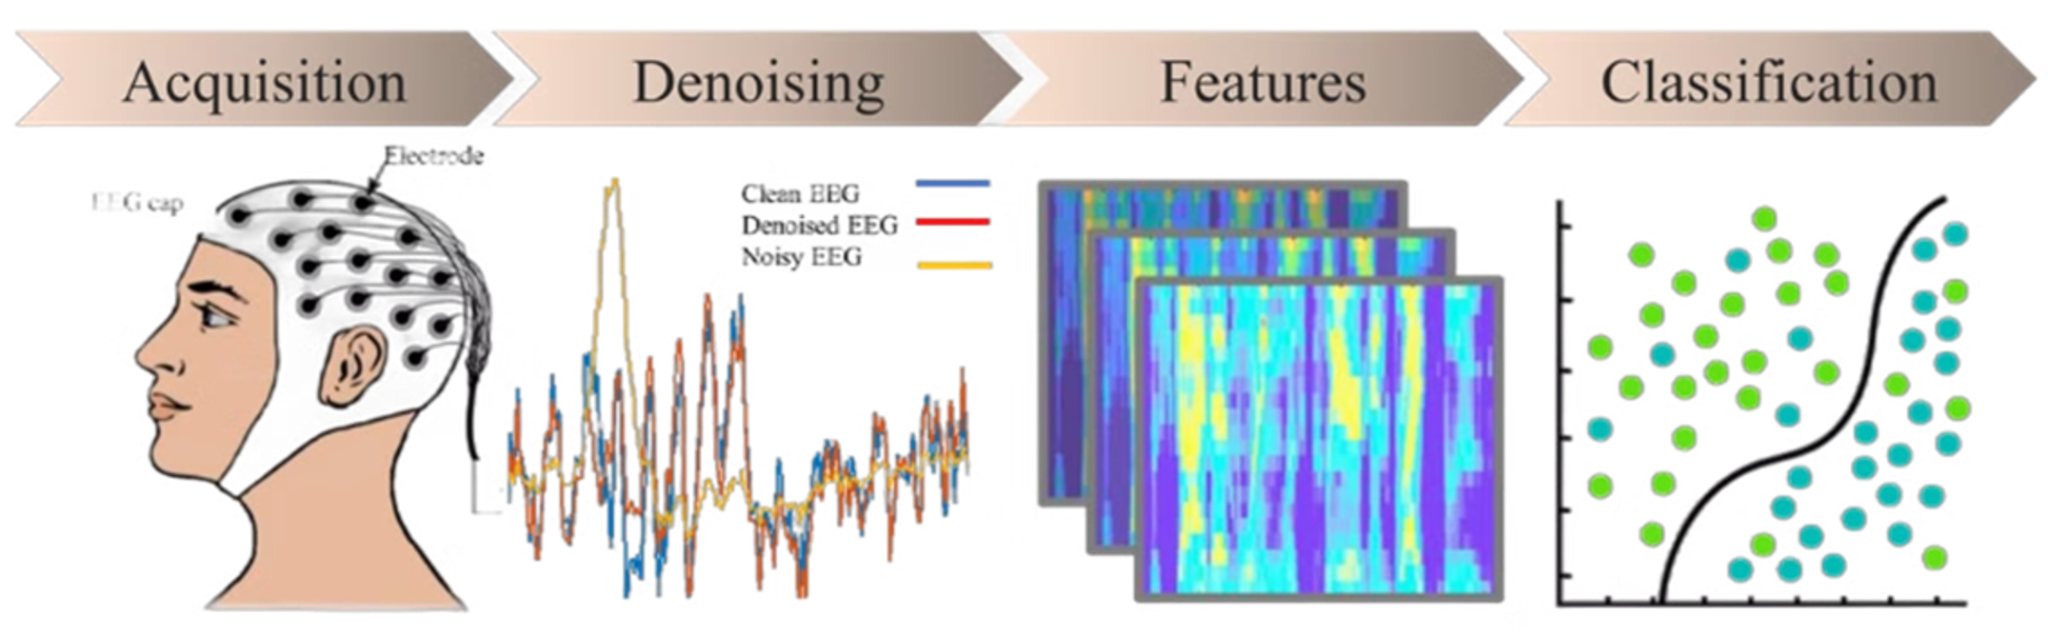 Acquisition
Denoising
Features
Classification
Electrode
EEG cap
Clean EEG
Denoised EEG
Noisy EEG